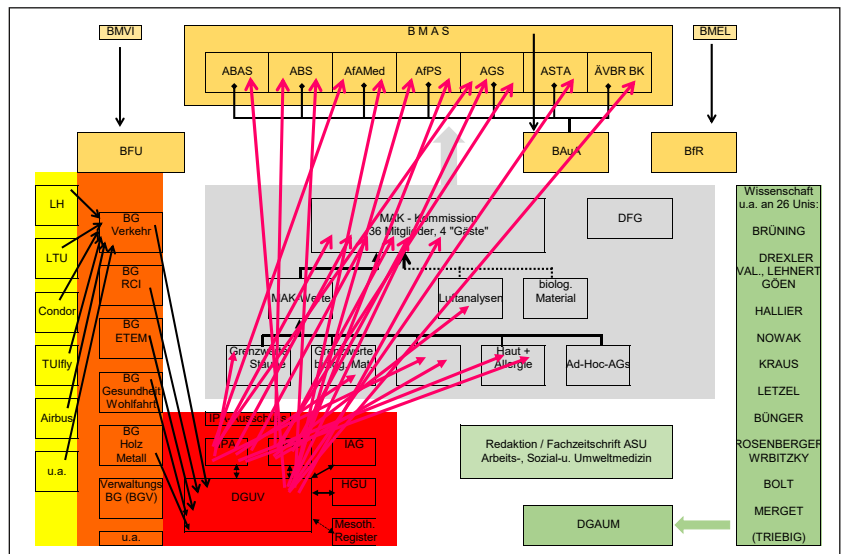 BMVI
B M A S
BMEL
ABAS
ABS
AfAMed
AfPS
AGS
ASTA
ÄVBR BK
BFU
BAuA
BfR
LH
LTU
Condor
TUIfly
Airbus
u.a.
BG
Verkehr
BG
RCI
BG
ETEM
BG
Gesundheit
Wohlfahrt
BG
Holz
Metall
Verwaltungs
BG (BGV)
u.a.
MAK - Kommission
36 Mitglieder, 4 "Gäste"
DFG
MAK-Werte
Luftanalysen
biolog.
Material
Grenzwerte
Stäube
Grenzwerte
biolog. Mat.
Haut +
Allergie
Ad-Hoc-AGs
IPA
IAG
DGUV
HGU
Mesoth.
Register
Redaktion / Fachzeitschrift ASU
Arbeits-, Sozial-u. Umweltmedizin
DGAUM
Wissenschaft
u.a. an 26 Unis:
BRÜNING
DREXLER
VAL., LEHNERT
GÖEN
HALLIER
NOWAK
KRAUS
LETZEL
BÜNGER
ROSENBERGER
WRBITZKY
BOLT
MERGET
(TRIEBIG)